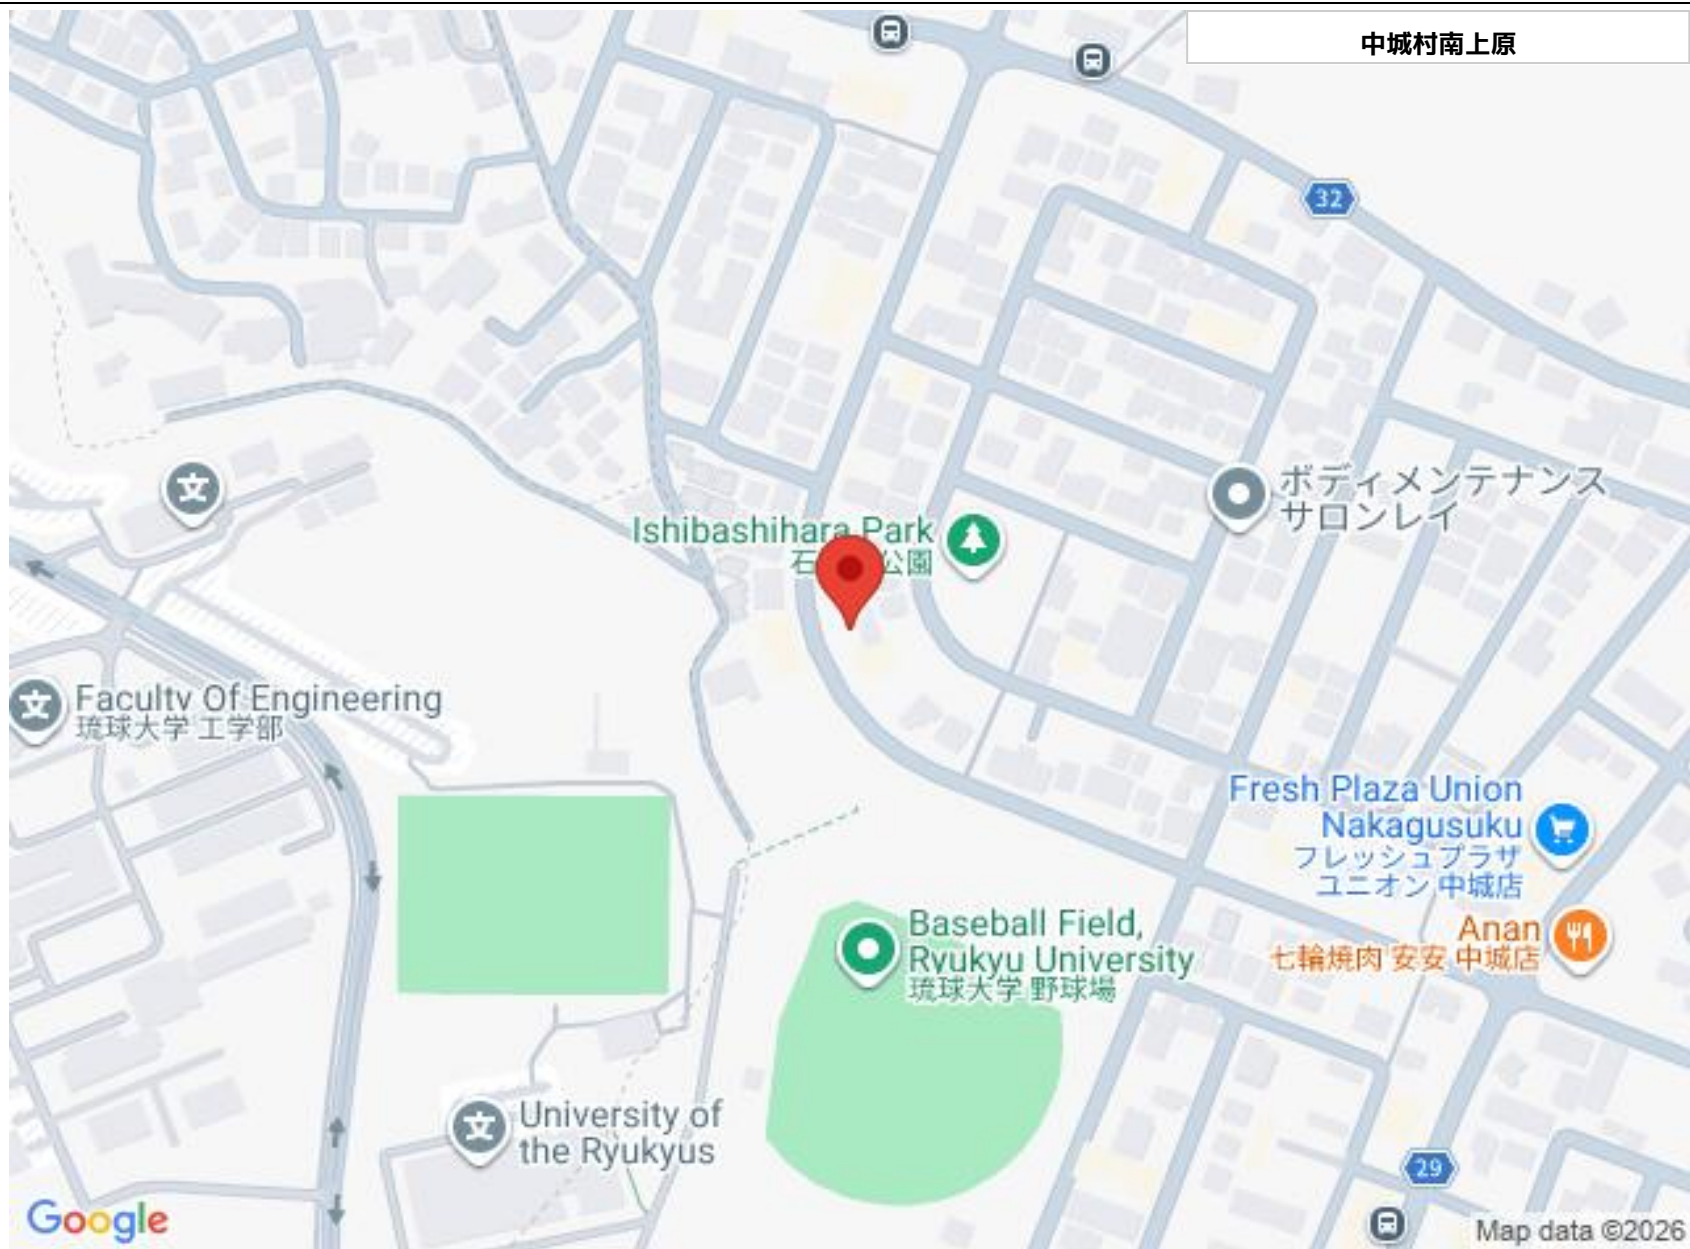 中城村南上原
32
ボディメンテナンス
サロンレイ
Ishibashihara Park
石 公園
Faculty Of Engineering
琉球大学 工学部
Fresh Plaza Union
Nakagusuku
フレッシュプラザ
ユニオン 中城店
Anan
七輪焼肉 安安 中城店
Baseball Field,
Ryukyu University
琉球大学 野球場
University of
the Ryukyus
29
Google
Map data ©2026